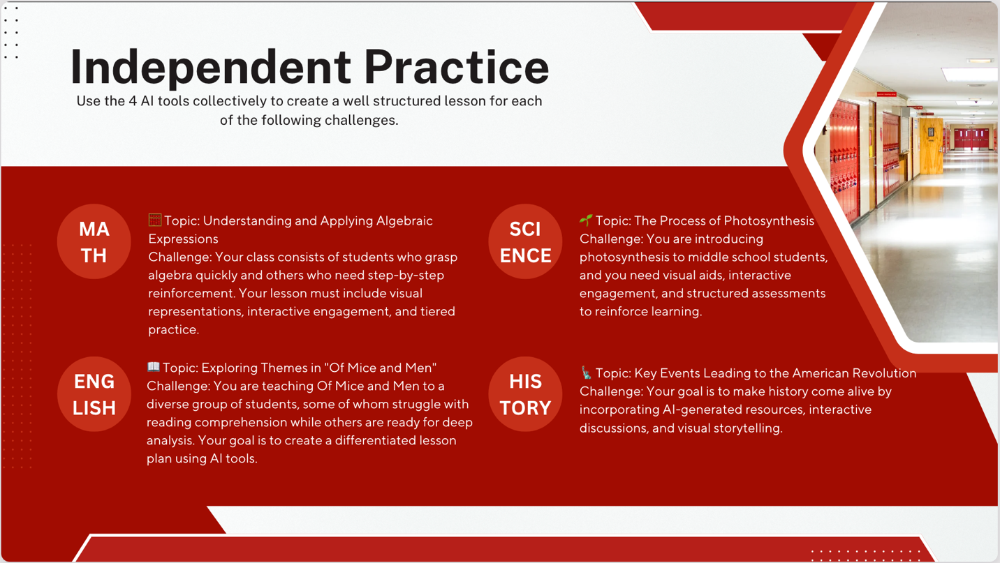 Independent Practice
Use the 4 AI tools collectively to create a well structured lesson for each
of the following challenges.
MA
TH
🧮 Topic: Understanding and Applying Algebraic
Expressions
Challenge: Your class consists of students who grasp
algebra quickly and others who need step-by-step
reinforcement. Your lesson must include visual
representations, interactive engagement, and tiered
practice.
SCI
ENCE
🌱 Topic: The Process of Photosynthesis
Challenge: You are introducing
photosynthesis to middle school students,
and you need visual aids, interactive
engagement, and structured assessments
to reinforce learning.
ENG
LISH
📖 Topic: Exploring Themes in "Of Mice and Men"
Challenge: You are teaching Of Mice and Men to a
diverse group of students, some of whom struggle with
reading comprehension while others are ready for deep
analysis. Your goal is to create a differentiated lesson
plan using AI tools.
HIS
TORY
🗽 Topic: Key Events Leading to the American Revolution
Challenge: Your goal is to make history come alive by
incorporating AI-generated resources, interactive
discussions, and visual storytelling.